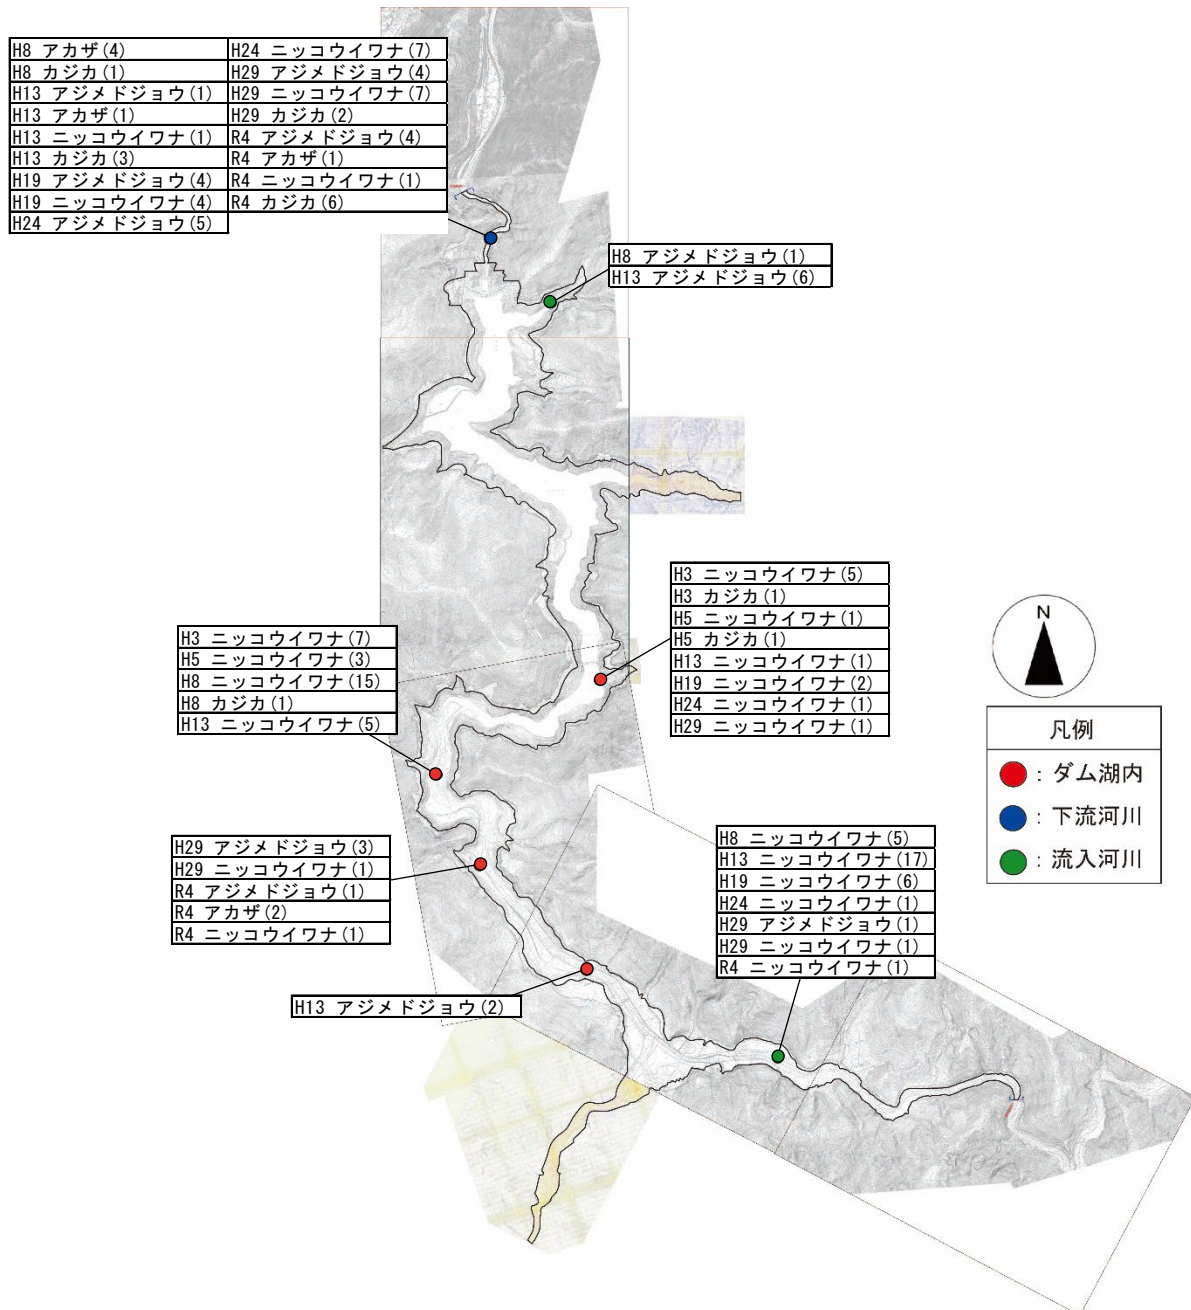 H8 アカザ(4)
H8 カジカ(1)
H13 アジメドジョウ(1)
H13 アカザ(1)
H13 ニッコウイワナ(1)
H13 カジカ(3)
H19 アジメドジョウ(4)
H19 ニッコウイワナ(4)
H24 アジメドジョウ(5)
H24 ニッコウイワナ(7)
H29 アジメドジョウ(4)
H29 ニッコウイワナ(7)
H29 カジカ(2)
R4 アジメドジョウ(4)
R4 アカザ(1)
R4 ニッコウイワナ(1)
R4 カジカ(6)
H8 アジメドジョウ(1)
H13 アジメドジョウ(6)
H3 ニッコウイワナ(5)
H3 カジカ(1)
H5 ニッコウイワナ(1)
H5 カジカ(1)
H13 ニッコウイワナ(1)
H19 ニッコウイワナ(2)
H24 ニッコウイワナ(1)
H29 ニッコウイワナ(1)
H3 ニッコウイワナ(7)
H5 ニッコウイワナ(3)
H8 ニッコウイワナ(15)
H8 カジカ(1)
H13 ニッコウイワナ(5)
N
凡例
：ダム湖内
：下流河川
：流入河川
H29 アジメドジョウ(3)
H29 ニッコウイワナ(1)
R4 アジメドジョウ(1)
R4 アカザ(2)
R4 ニッコウイワナ(1)
H8 ニッコウイワナ(5)
H13 ニッコウイワナ(17)
H19 ニッコウイワナ(6)
H24 ニッコウイワナ(1)
H29 アジメドジョウ(1)
H29 ニッコウイワナ(1)
R4 ニッコウイワナ(1)
H13 アジメドジョウ(2)